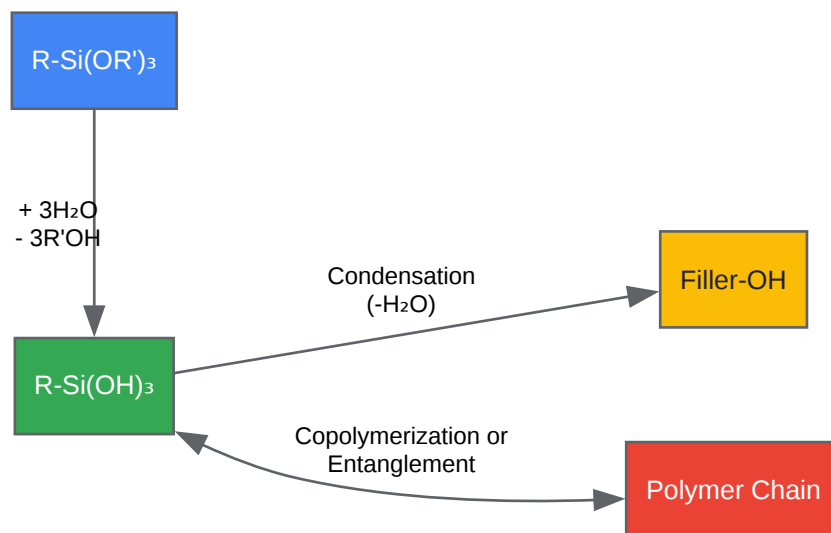 R-Si(OR')₃
+ 3H₂O
- 3R'OH
Condensation
(-H₂O)
Filler-OH
R-Si(OH)₃
Copolymerization or
Entanglement
Polymer Chain